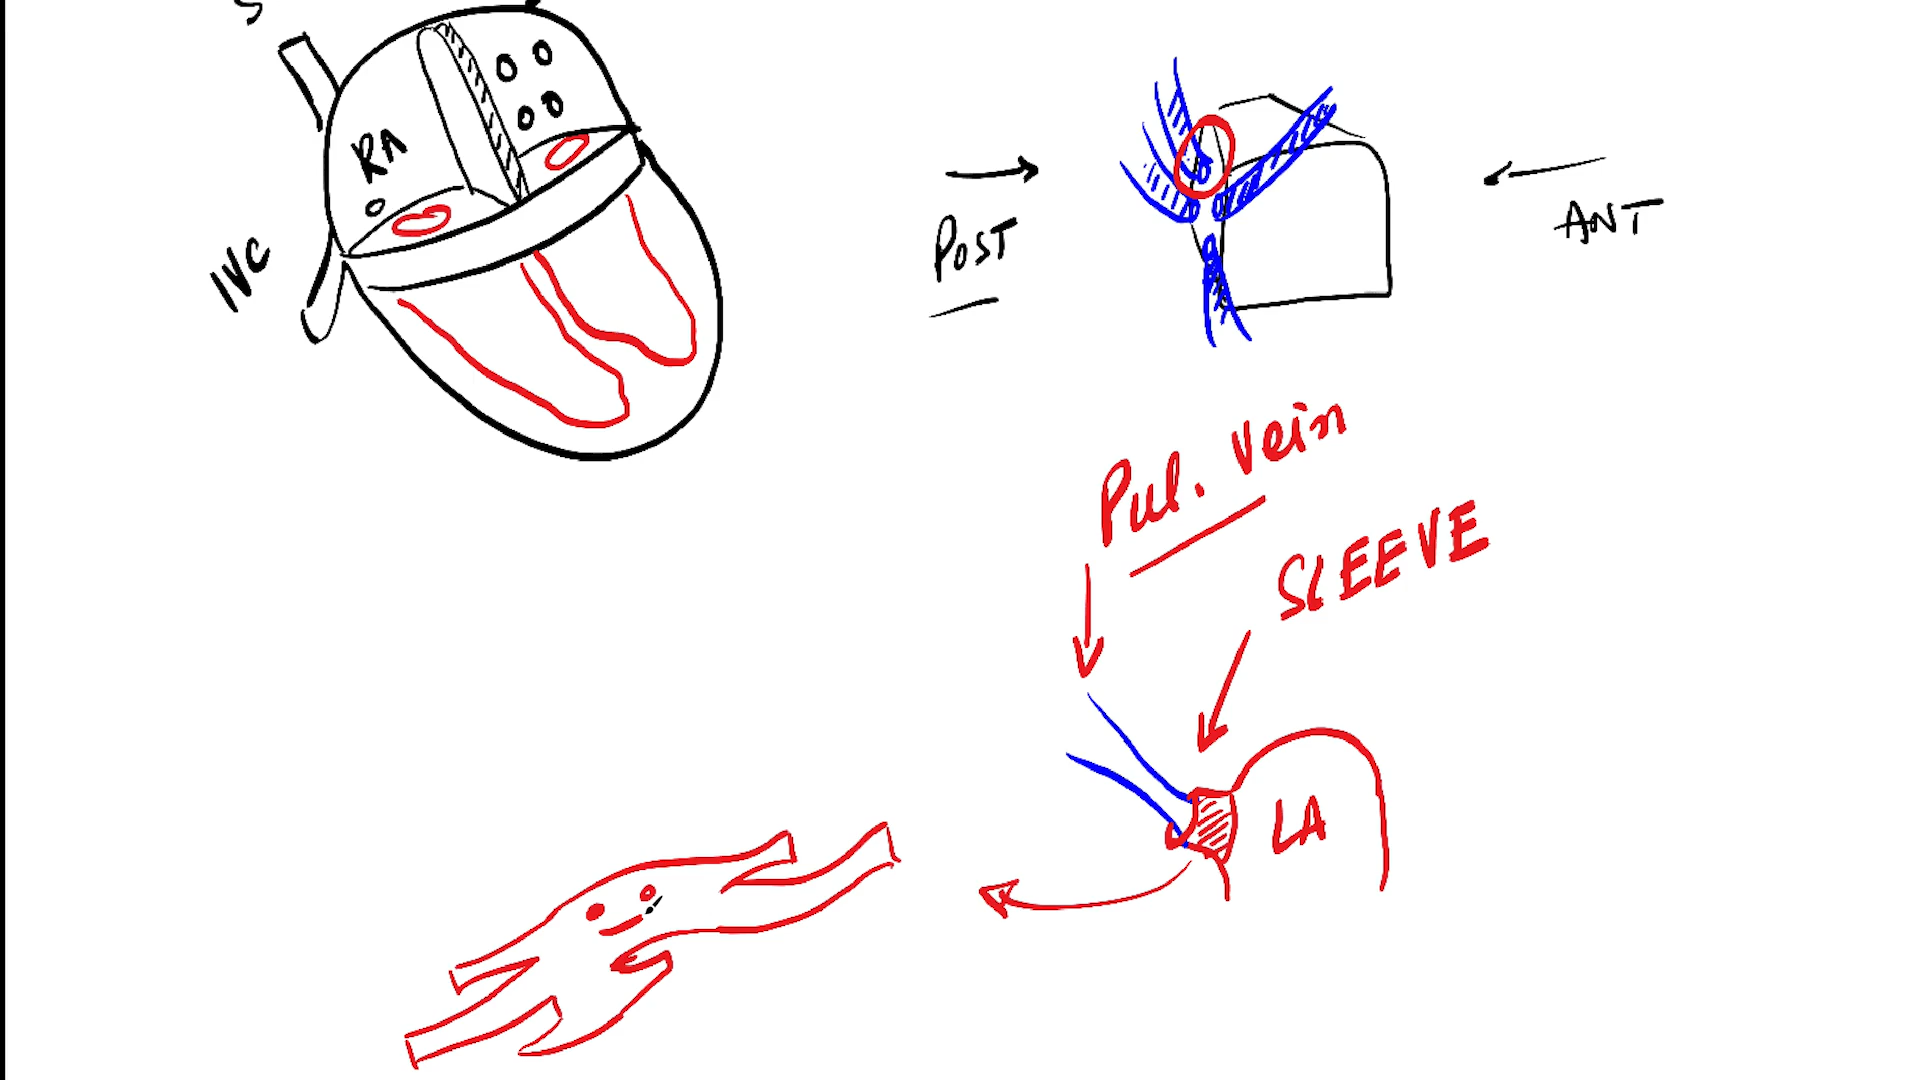 S
RA
IVC
POST
ANT
Pul. Vein
SLEEVE
LA